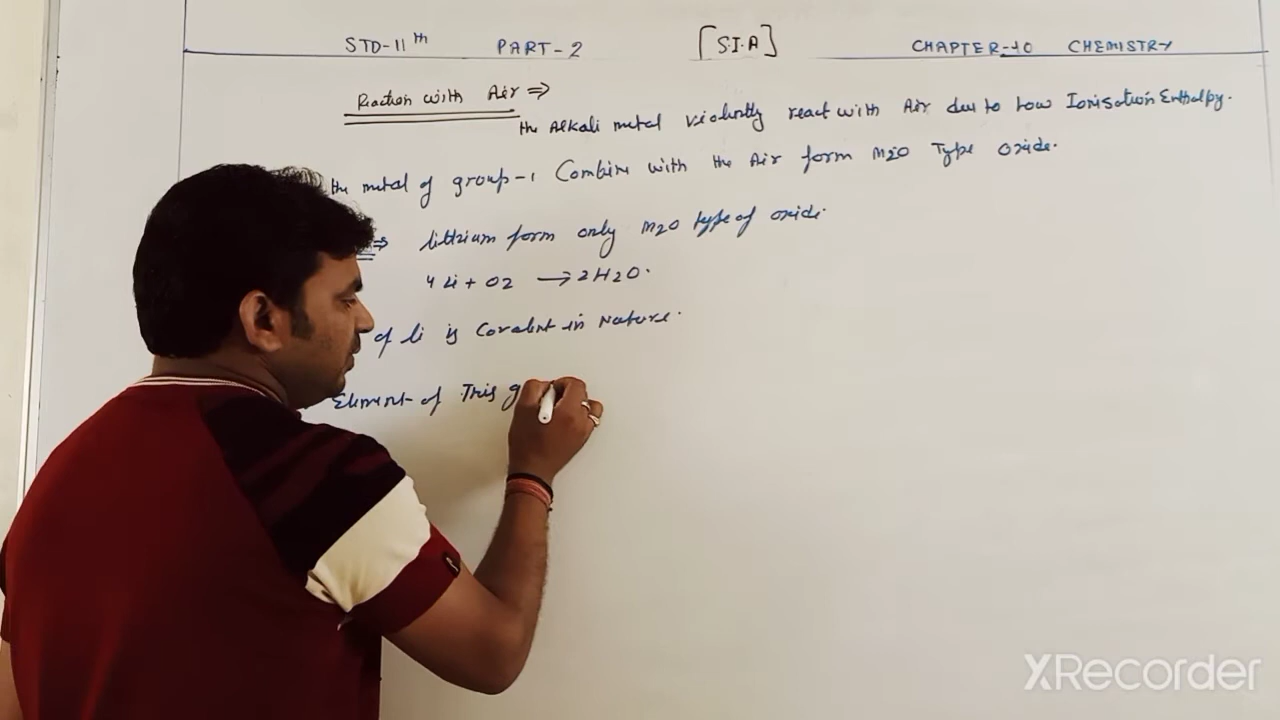 STD-11th PART-2 [S.I.A] CHAPTER-10 CHEMISTRY
Reaction with Air ⇒
the Alkali metal violently react with Air due to low Ionisation Enthalpy.
the metal of group-1 Combine with the Air form M2O Type Oxide.
⇒ lithium form only M2O type of oxide.
4Li + O2 → 2H2O.
of li is Covalent in Nature.
Element of This g
XRecorder